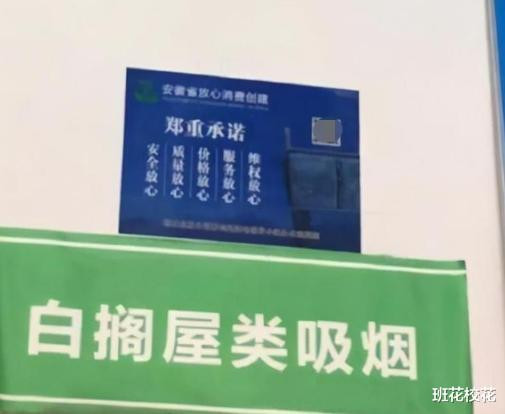 安徽省放心消费创建
郑重承诺
安全放心
质量放心
价格放心
服务放心
维权放心
白搁屋类吸烟
班花校花